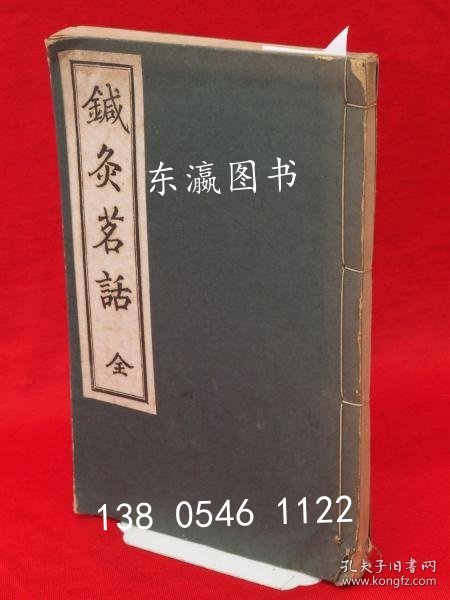 鍼灸茗話 全
东瀛图书
138 0546 1122
孔夫子旧书网
www.kongfz.com